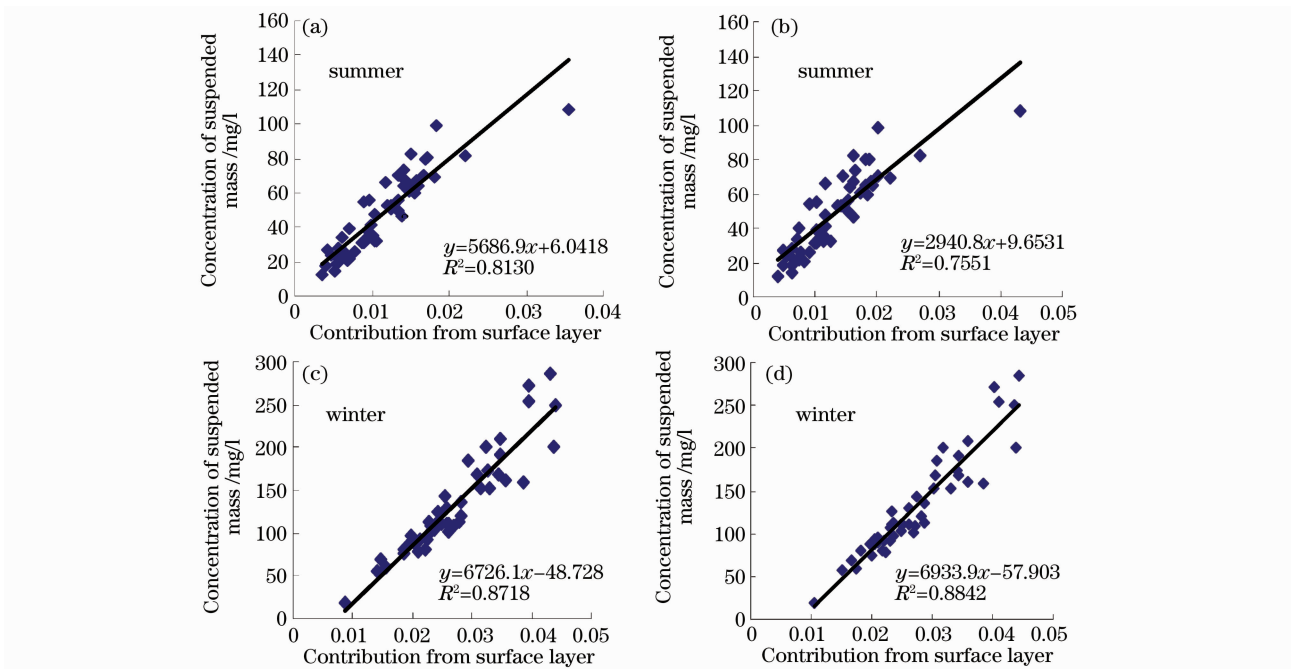 (a)
summer
Concentration of suspended
mass /mg/l
160
140
120
100
80
60
40
20
0
y=5686.9x+6.0418
R²=0.8130
0 0.01 0.02 0.03 0.04
Contribution from surface layer
(b)
summer
Concentration of suspended
mass /mg/l
160
140
120
100
80
60
40
20
0
y=2940.8x+9.6531
R²=0.7551
0 0.01 0.02 0.03 0.04 0.05
Contribution from surface layer
(c)
winter
Concentration of suspended
mass /mg/l
300
250
200
150
100
50
0
y=6726.1x−48.728
R²=0.8718
0 0.01 0.02 0.03 0.04 0.05
Contribution from surface layer
(d)
winter
Concentration of suspended
mass /mg/l
300
250
200
150
100
50
0
y=6933.9x−57.903
R²=0.8842
0 0.01 0.02 0.03 0.04 0.05
Contribution from surface layer